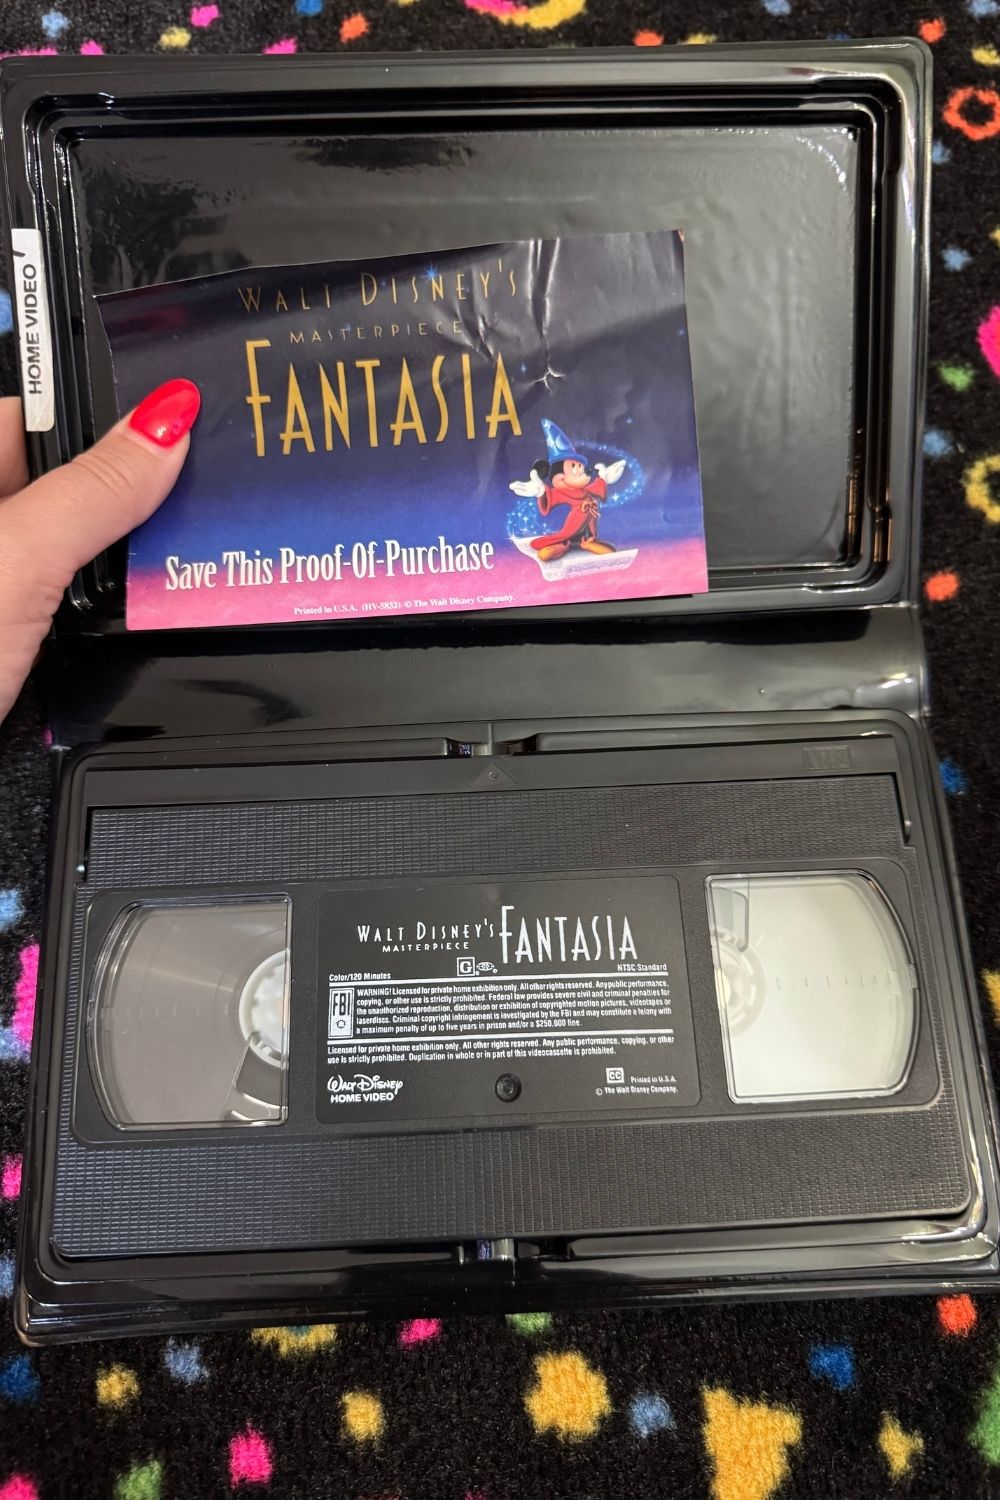 HOME VIDEO
WALT DISNEY'S
MASTERPIECE
FANTASIA
Save This Proof-Of-Purchase
Printed in U.S.A. (HV-5832) © The Walt Disney Company.
VHS
WALT DISNEY'S
MASTERPIECE
FANTASIA
G
Color/120 Minutes
NTSC Standard
FBI
WARNING! Licensed for private home exhibition only. All other rights reserved. Any public performance,
copying, or other use is strictly prohibited. Federal law provides severe civil and criminal penalties for
the unauthorized reproduction, distribution or exhibition of copyrighted motion pictures, videotapes or
laserdiscs. Criminal copyright infringement is investigated by the FBI and may constitute a felony with
a maximum penalty of up to five years in prison and/or a $250,000 fine.
Licensed for private home exhibition only. All other rights reserved. Any public performance, copying, or other
use is strictly prohibited. Duplication in whole or in part of this videocassette is prohibited.
WALT DISNEY
HOME VIDEO
CC
Printed in U.S.A.
© The Walt Disney Company.